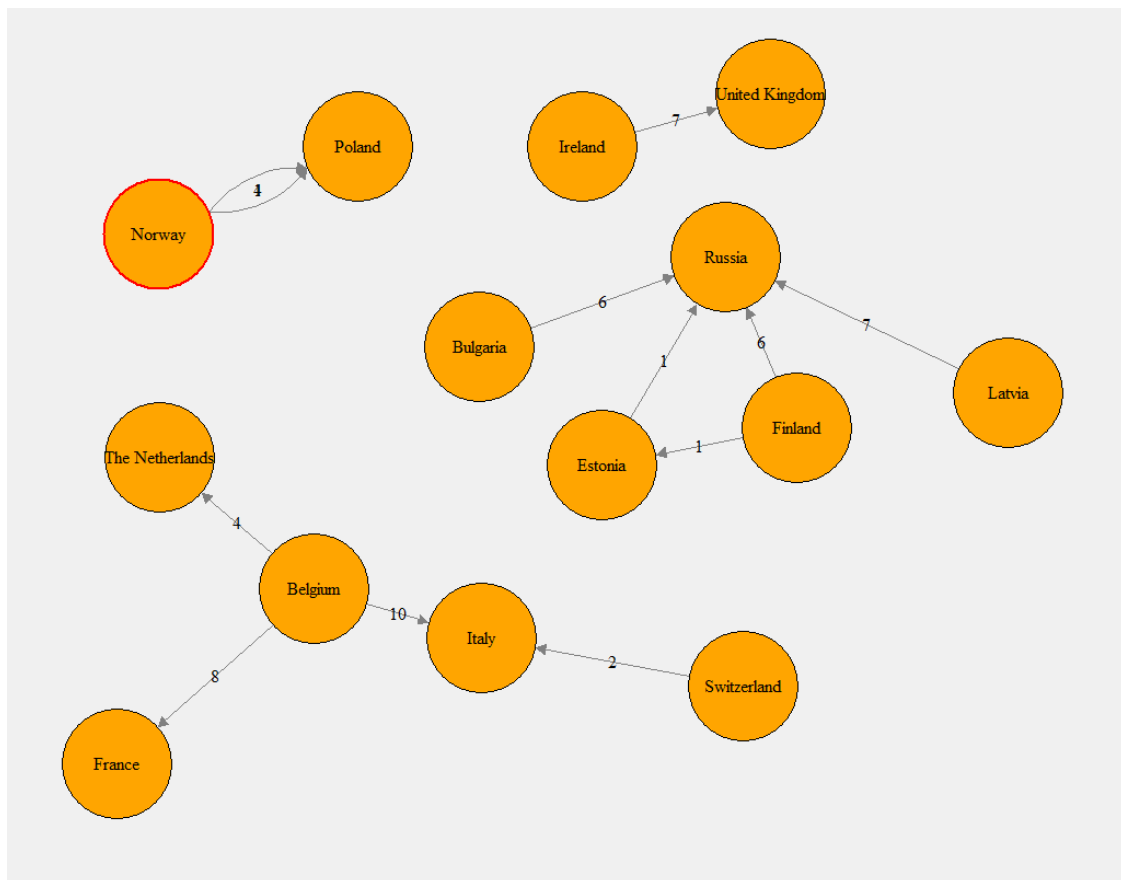 United Kingdom
Poland
Ireland
7
Norway
Russia
6
Bulgaria
1
6
7
Latvia
Finland
Estonia
1
The Netherlands
4
Belgium
10
Italy
2
Switzerland
8
France